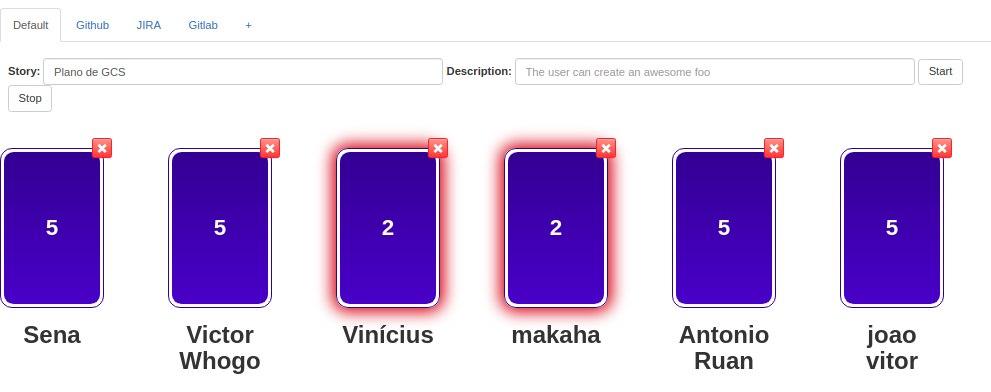 Default Github JIRA Gitlab +
Story: Plano de GCS Description: The user can create an awesome foo Start
Stop
5 5 2 2 5 5
Sena Victor Whogo Vinícius makaha Antonio Ruan joao vitor